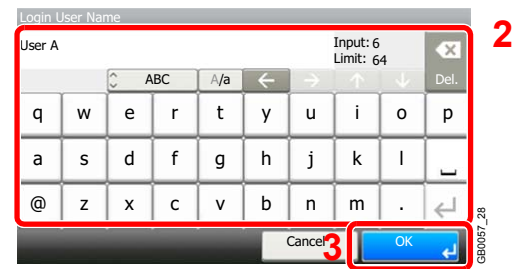 Login User Name
User A
Input: 6
Limit: 64
ABC A/a Del.
q w e r t y u i o p
a s d f g h j k l
@ z x c v b n m .
Cancel OK
2
3
GB0057_28